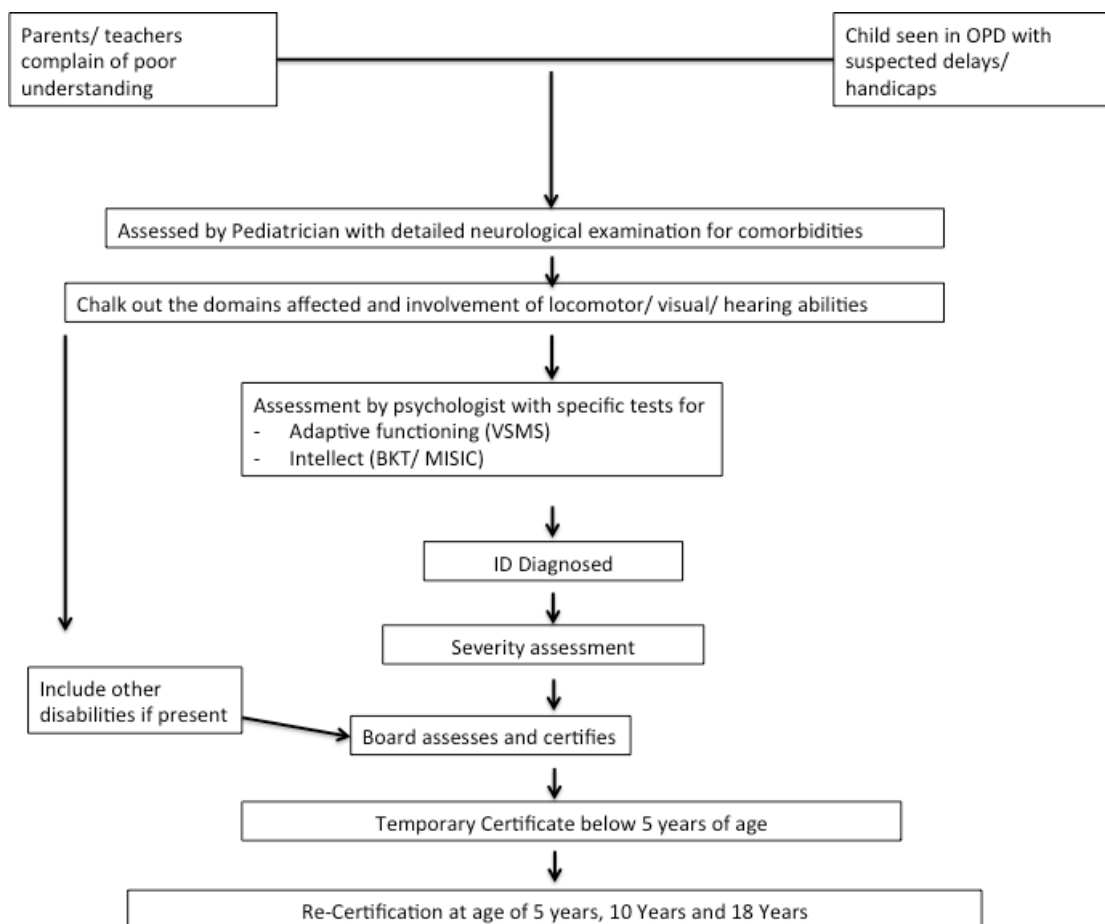 Parents/ teachers
complain of poor
understanding
Child seen in OPD with
suspected delays/
handicaps
Assessed by Pediatrician with detailed neurological examination for comorbidities
Chalk out the domains affected and involvement of locomotor/ visual/ hearing abilities
Assessment by psychologist with specific tests for
- Adaptive functioning (VSMS)
- Intellect (BKT/ MISIC)
ID Diagnosed
Severity assessment
Include other
disabilities if present
Board assesses and certifies
Temporary Certificate below 5 years of age
Re-Certification at age of 5 years, 10 Years and 18 Years